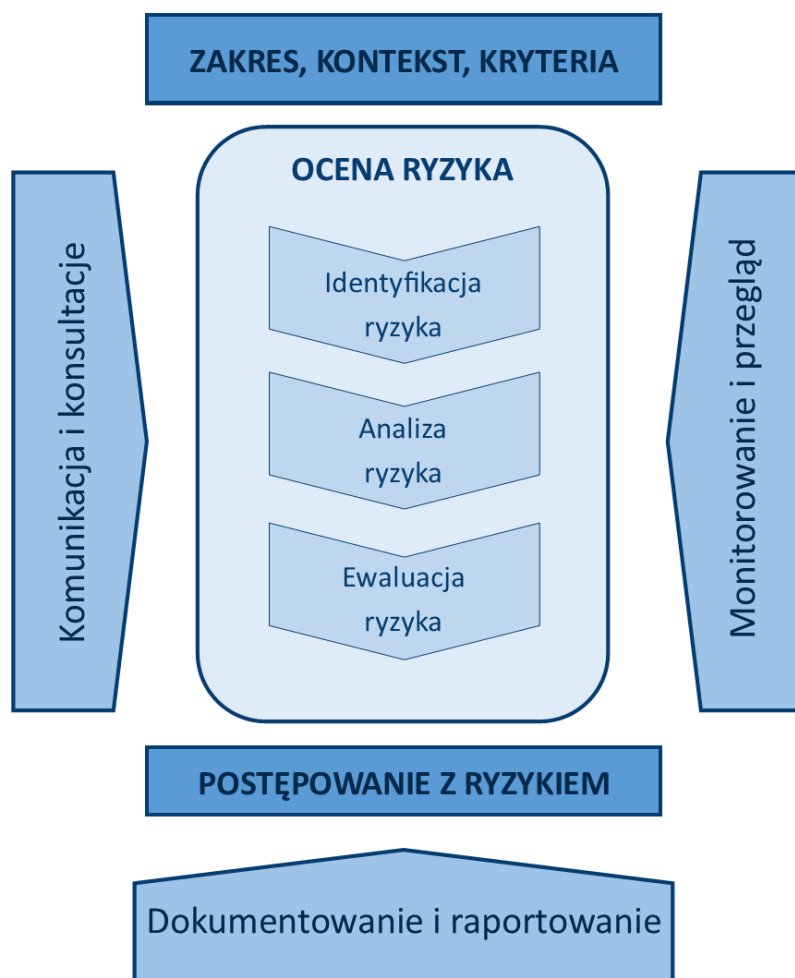 ZAKRES, KONTEKST, KRYTERIA
OCENA RYZYKA
Identyfikacja
ryzyka
Analiza
ryzyka
Ewaluacja
ryzyka
Komunikacja i konsultacje
Monitorowanie i przegląd
POSTĘPOWANIE Z RYZYKIEM
Dokumentowanie i raportowanie